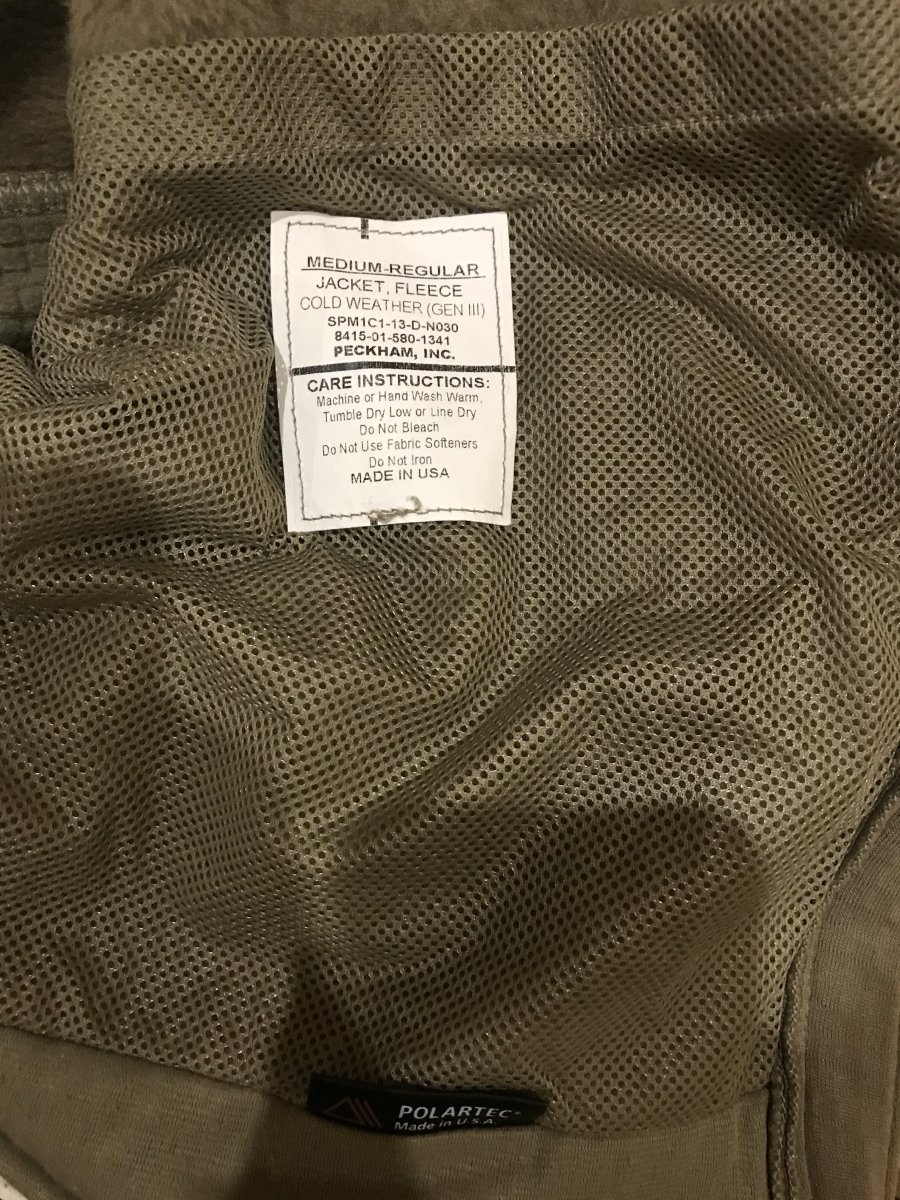 MEDIUM-REGULAR
JACKET, FLEECE
COLD WEATHER (GEN III)
SPM1C1-13-D-N030
8415-01-580-1341
PECKHAM, INC.
CARE INSTRUCTIONS:
Machine or Hand Wash Warm,
Tumble Dry Low or Line Dry
Do Not Bleach
Do Not Use Fabric Softeners
Do Not Iron
MADE IN USA
POLARTEC®
Made in U.S.A.